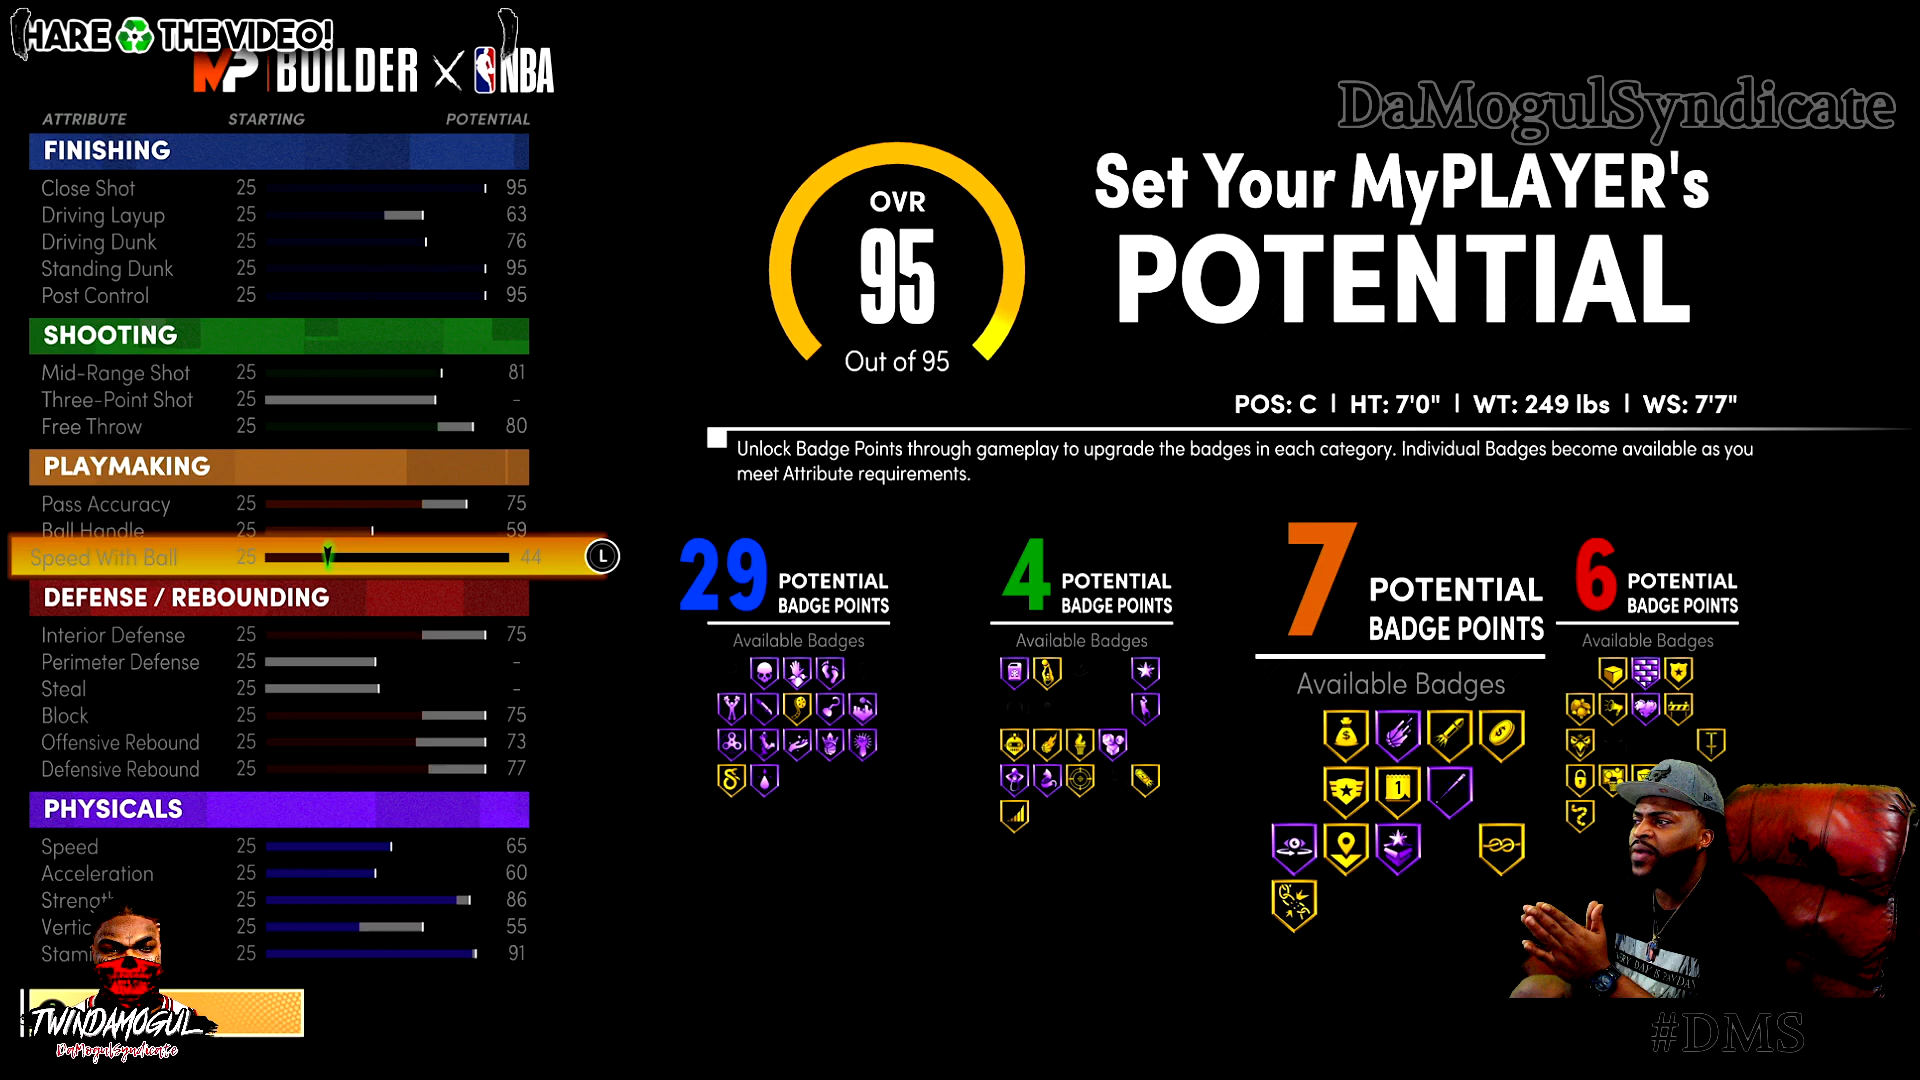 HARE THE VIDEO!
MP | BUILDER X NBA
DaMogulSyndicate
ATTRIBUTE STARTING POTENTIAL
FINISHING
Close Shot 25 95
Driving Layup 25 63
Driving Dunk 25 76
Standing Dunk 25 95
Post Control 25 95
SHOOTING
Mid-Range Shot 25 81
Three-Point Shot 25 -
Free Throw 25 80
PLAYMAKING
Pass Accuracy 25 75
Ball Handle 25 59
Speed With Ball 25 44
L
DEFENSE / REBOUNDING
Interior Defense 25 75
Perimeter Defense 25 -
Steal 25 -
Block 25 75
Offensive Rebound 25 73
Defensive Rebound 25 77
PHYSICALS
Speed 25 65
Acceleration 25 60
Strengt 25 86
Vertic 25 55
Stam 25 91
TWINDAMOGUL
DaMogulSyndicate
OVR
95
Out of 95
Set Your MyPLAYER's
POTENTIAL
POS: C | HT: 7'0" | WT: 249 lbs | WS: 7'7"
Unlock Badge Points through gameplay to upgrade the badges in each category. Individual Badges become available as you
meet Attribute requirements.
29 POTENTIAL
BADGE POINTS
Available Badges
4 POTENTIAL
BADGE POINTS
Available Badges
7 POTENTIAL
BADGE POINTS
Available Badges
6 POTENTIAL
BADGE POINTS
Available Badges
#DMS